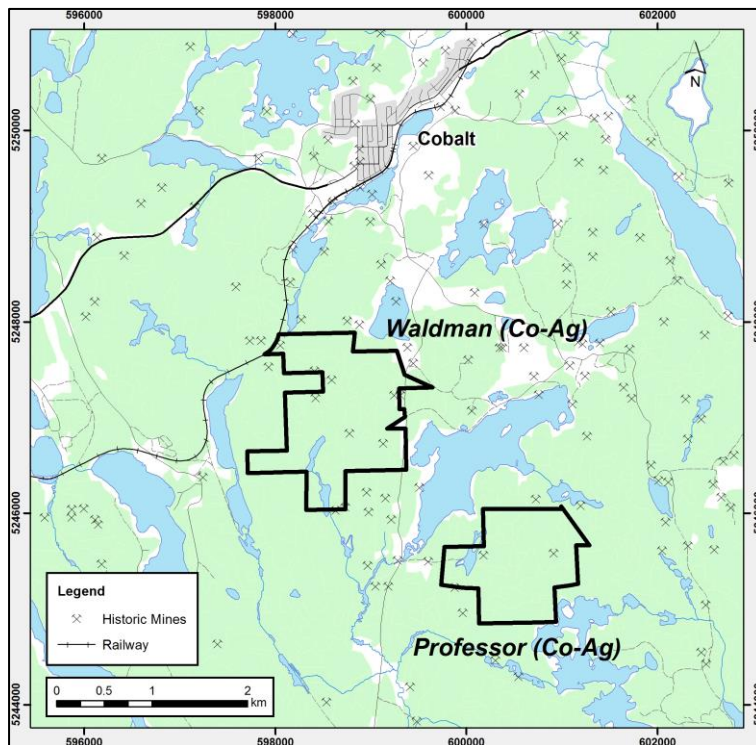 596000 598000 600000 602000
N
5250000
Cobalt
5248000
Waldman (Co-Ag)
5246000
Legend
Historic Mines
Railway
Professor (Co-Ag)
0 0.5 1 2
km
5244000
596000 598000 600000 602000